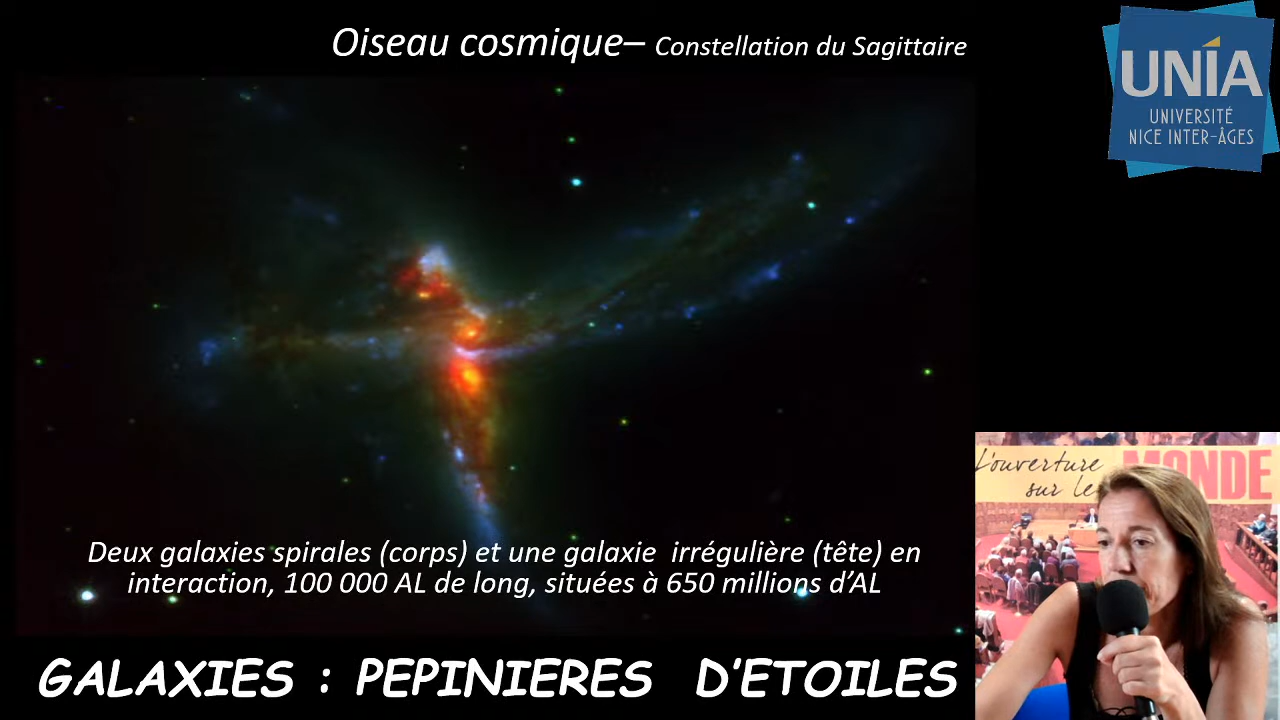 Oiseau cosmique– Constellation du Sagittaire
UNIA
UNIVERSITÉ
NICE INTER-ÂGES
L'ouverture
sur le
MONDE
Deux galaxies spirales (corps) et une galaxie irrégulière (tête) en
interaction, 100 000 AL de long, situées à 650 millions d'AL
GALAXIES : PEPINIERES D'ETOILES